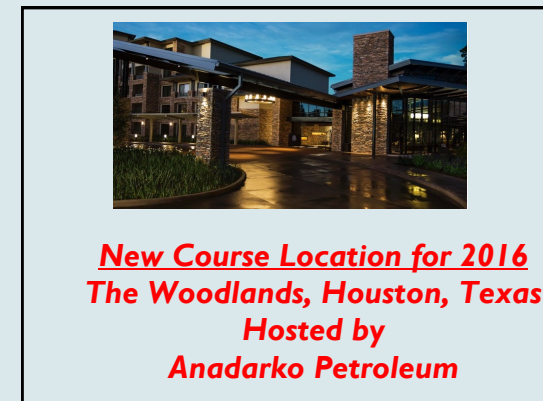 New Course Location for 2016
The Woodlands, Houston, Texas
Hosted by
Anadarko Petroleum